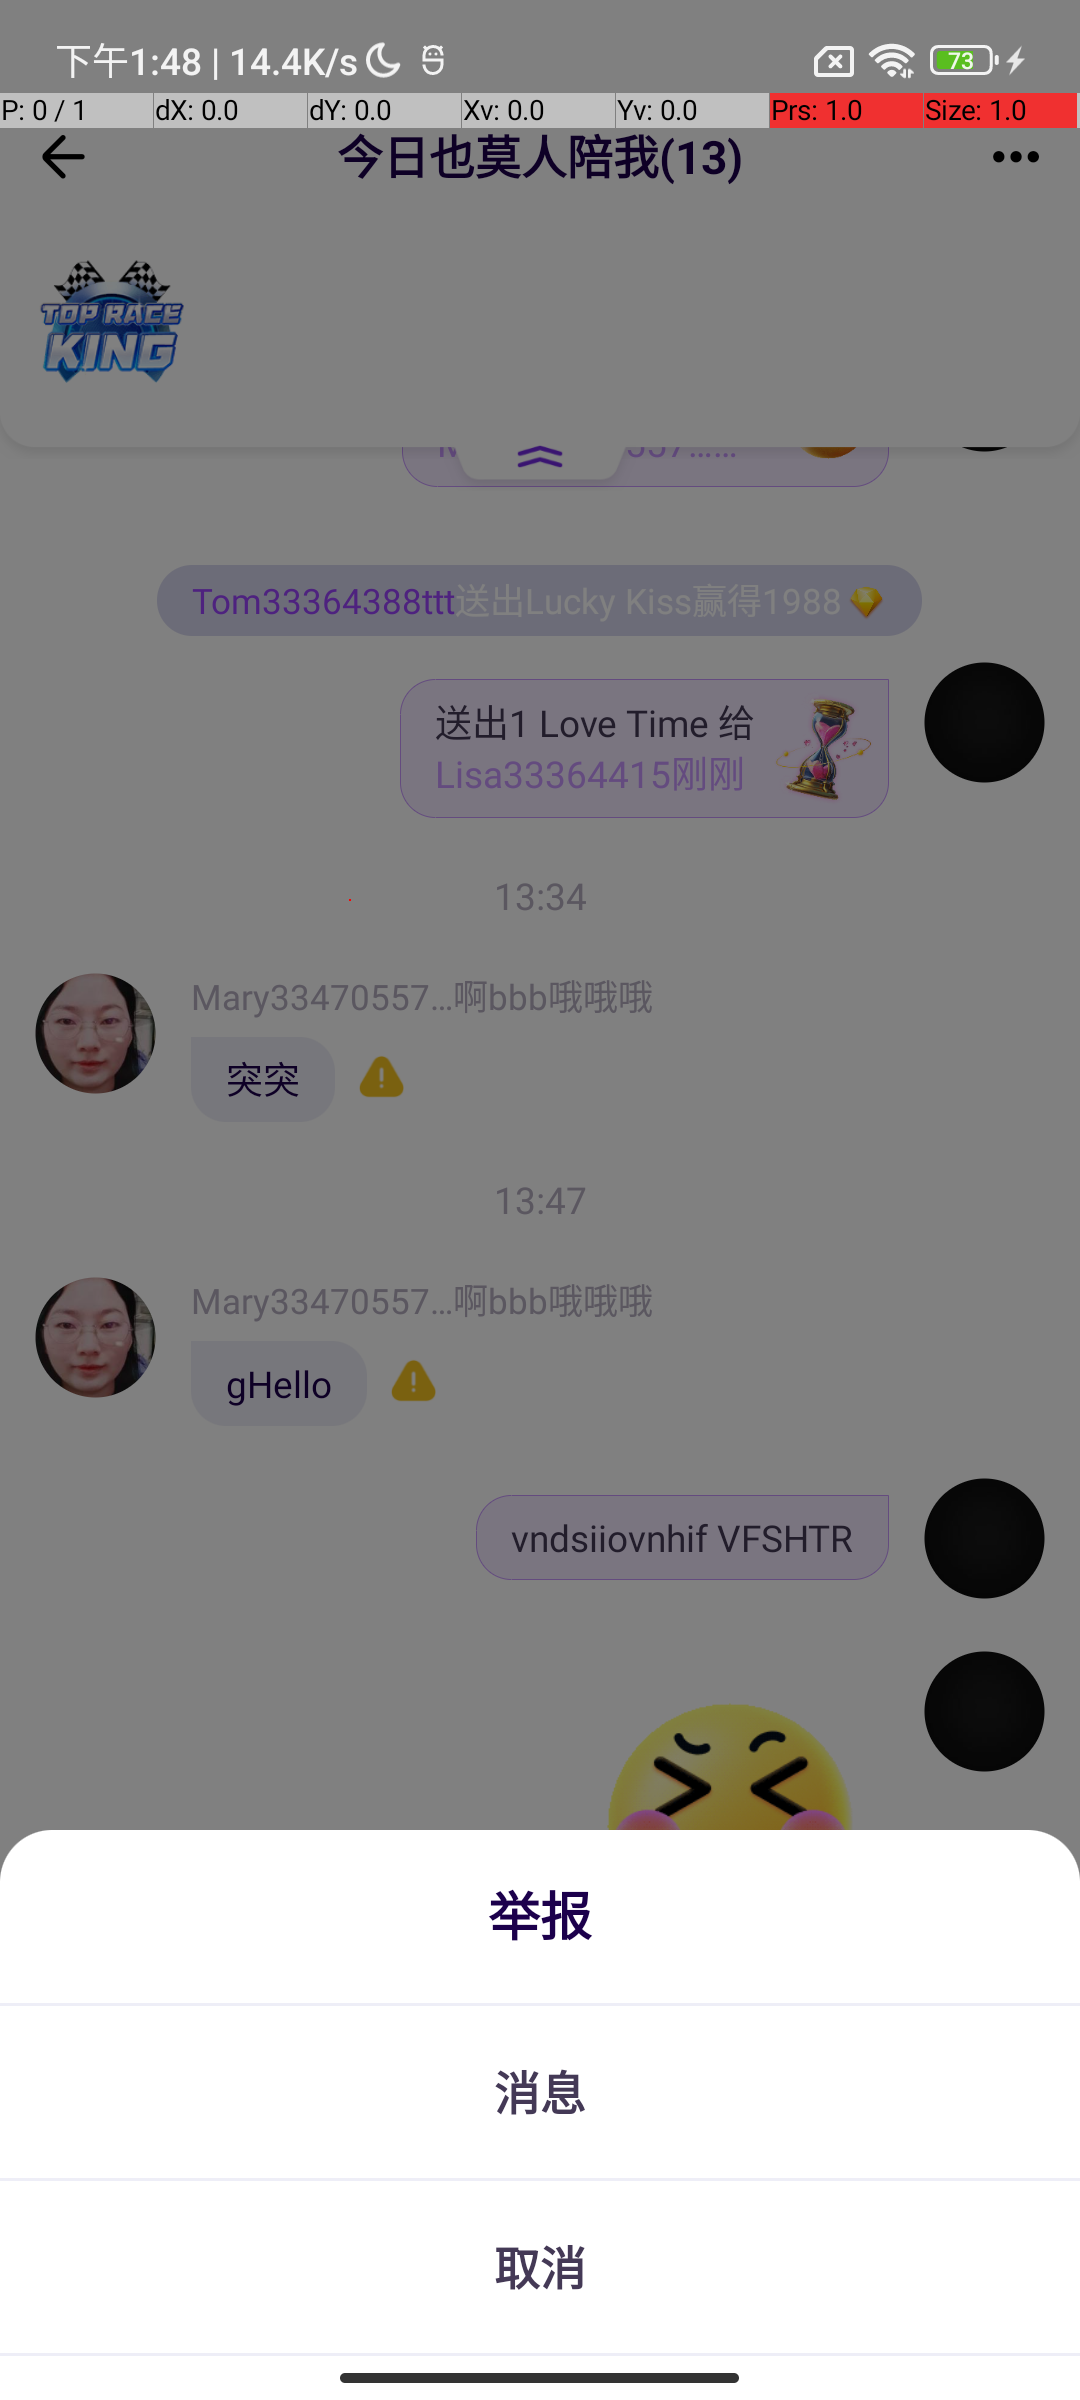 下午1:48 | 14.4K/s
73
P: 0 / 1
dX: 0.0
dY: 0.0
Xv: 0.0
Yv: 0.0
Prs: 1.0
Size: 1.0
今日也莫人陪我(13)
TOP RACE
KING
Tom33364388ttt送出Lucky Kiss赢得1988
送出1 Love Time 给
Lisa33364415刚刚
13:34
Mary33470557...啊bbb哦哦哦
突突
13:47
Mary33470557...啊bbb哦哦哦
gHello
vndsiiovnhif VFSHTR
举报
消息
取消